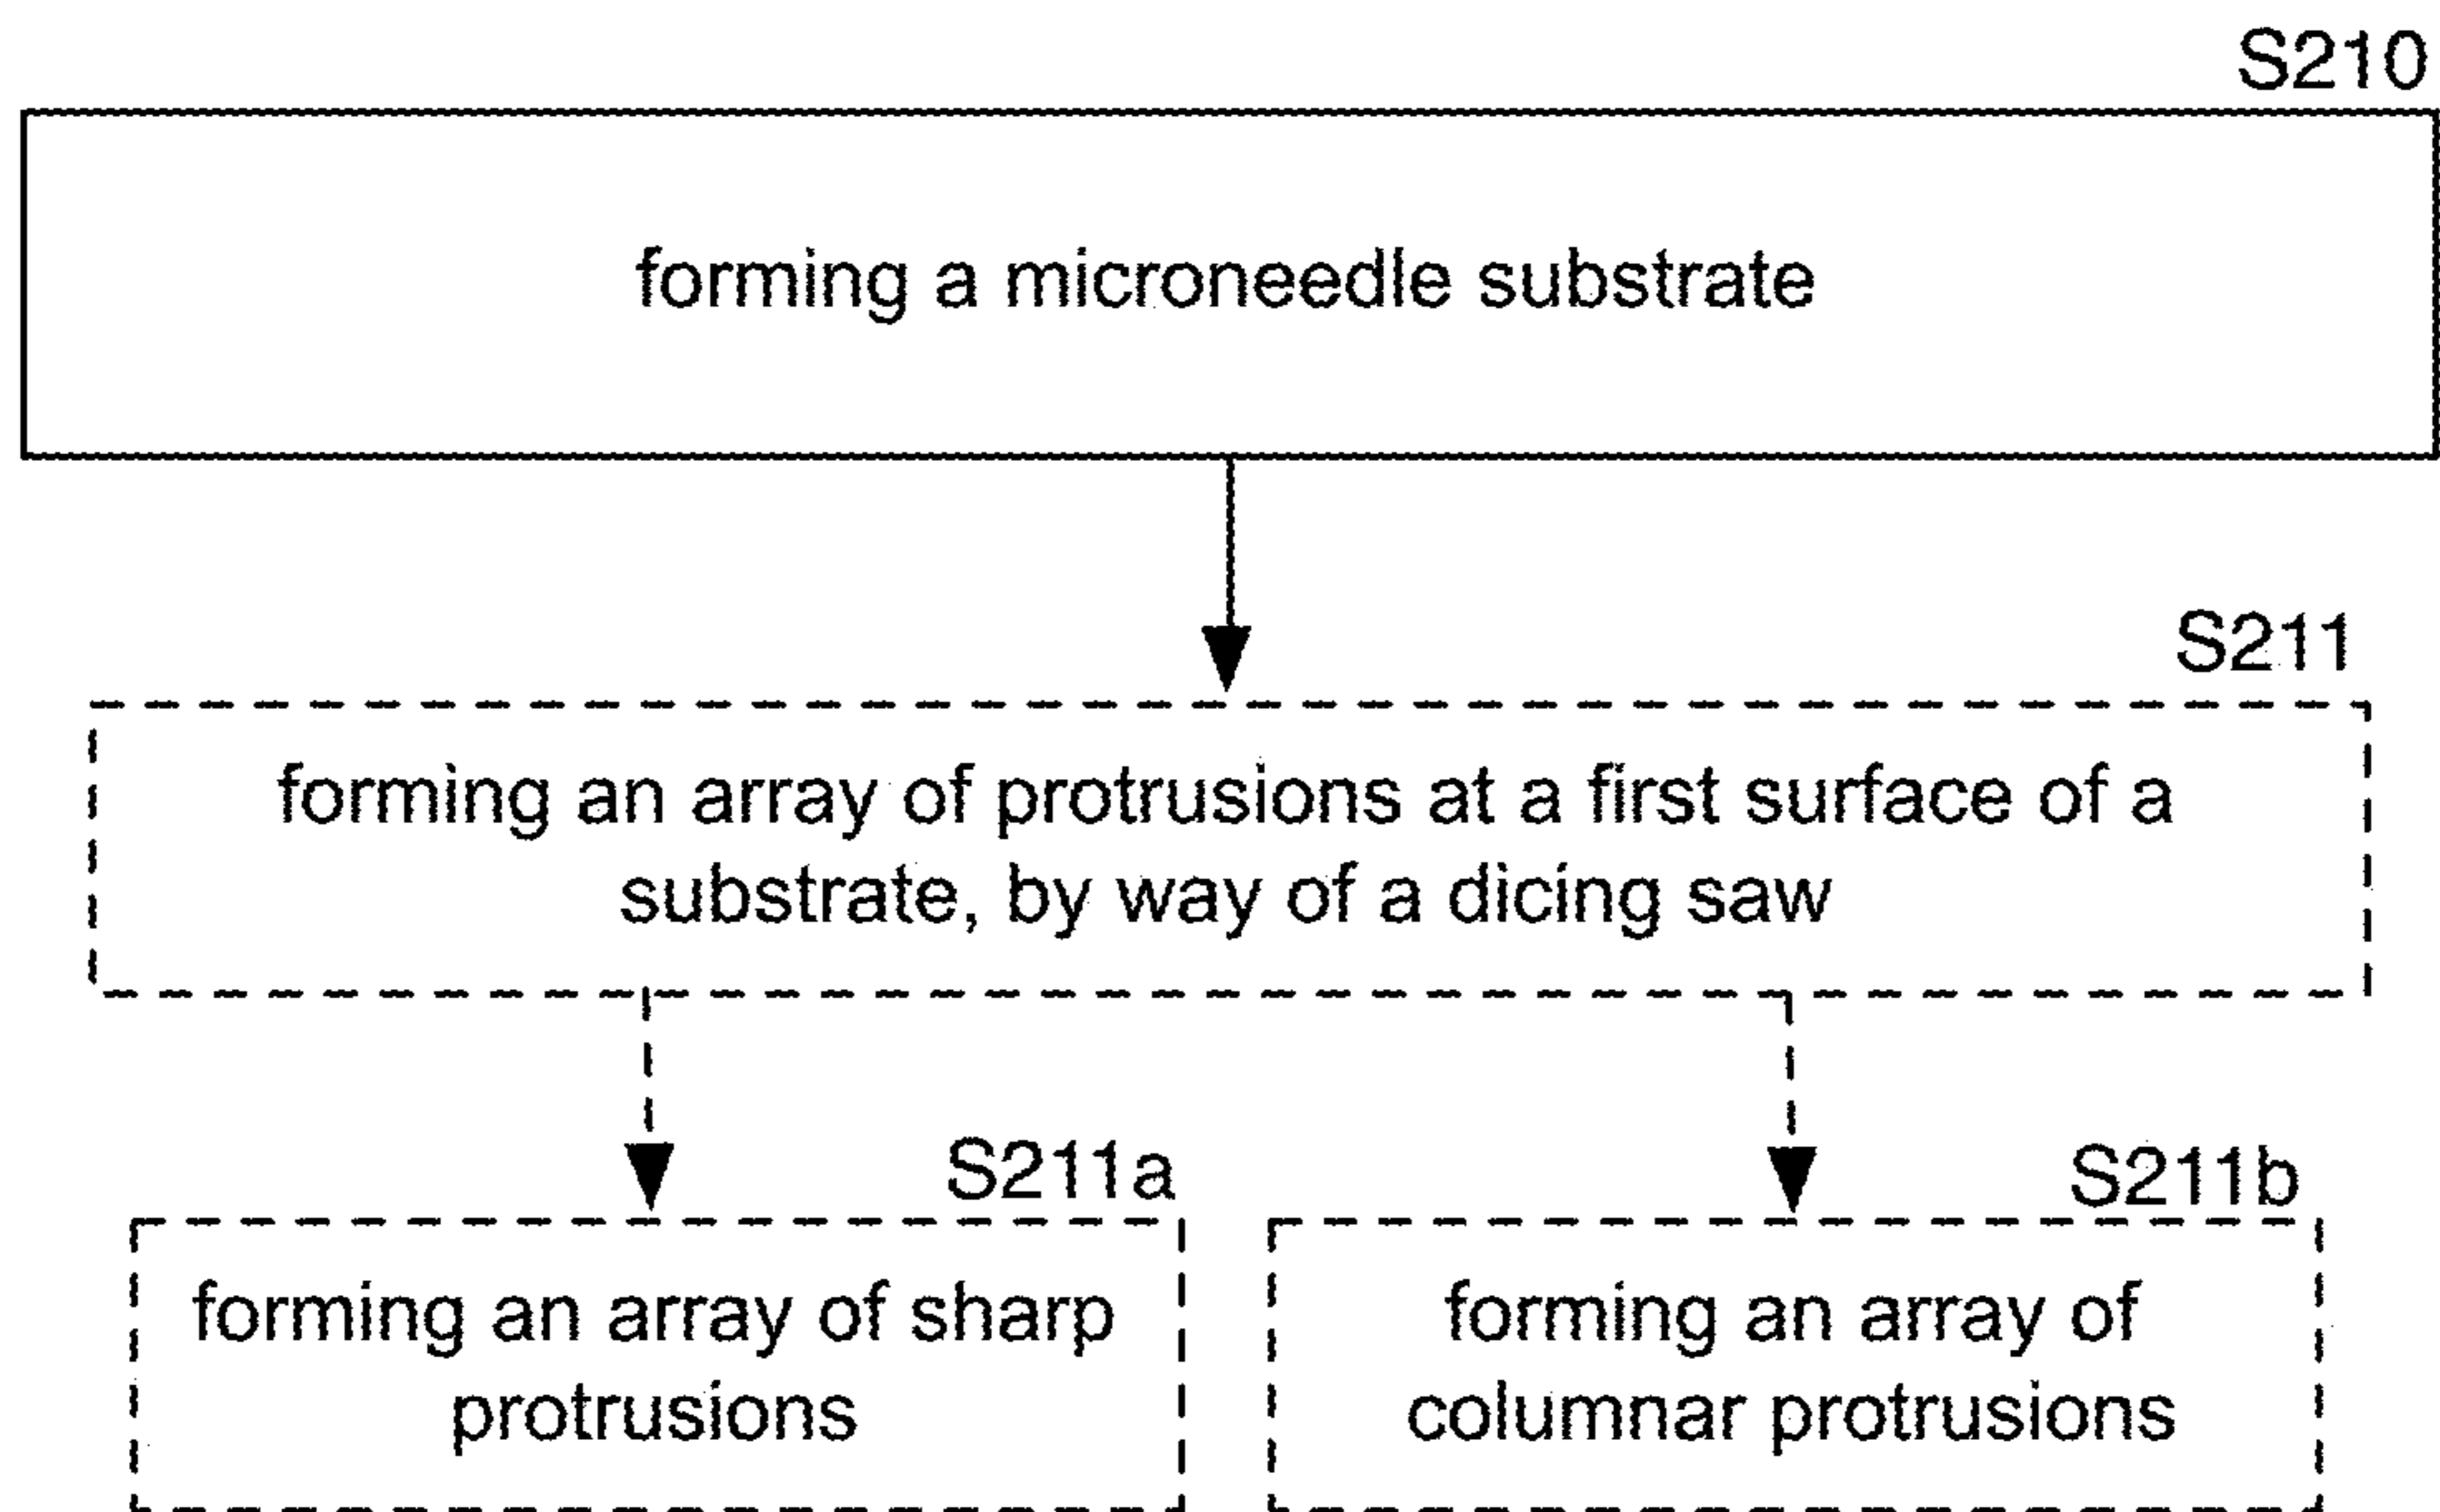 S210
forming a microneedle substrate
S211
forming an array of protrusions at a first surface of a
substrate, by way of a dicing saw
S211a
forming an array of sharp
protrusions
S211b
forming an array of
columnar protrusions